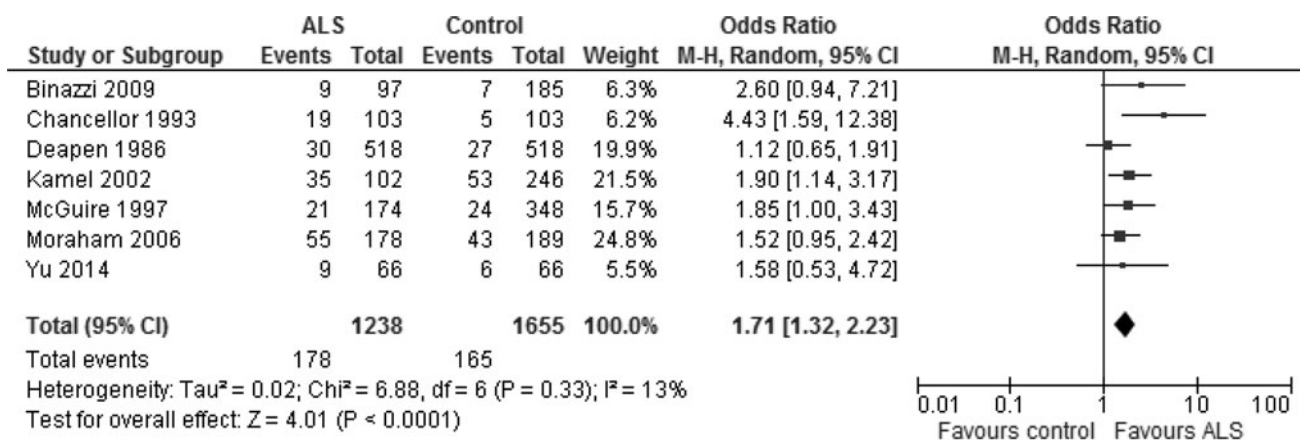 ALS Control Odds Ratio Odds Ratio
Study or Subgroup Events Total Events Total Weight M-H, Random, 95% CI M-H, Random, 95% CI
Binazzi 2009 9 97 7 185 6.3% 2.60 [0.94, 7.21]
Chancellor 1993 19 103 5 103 6.2% 4.43 [1.59, 12.38]
Deapen 1986 30 518 27 518 19.9% 1.12 [0.65, 1.91]
Kamel 2002 35 102 53 246 21.5% 1.90 [1.14, 3.17]
McGuire 1997 21 174 24 348 15.7% 1.85 [1.00, 3.43]
Moraham 2006 55 178 43 189 24.8% 1.52 [0.95, 2.42]
Yu 2014 9 66 6 66 5.5% 1.58 [0.53, 4.72]
Total (95% CI) 1238 1655 100.0% 1.71 [1.32, 2.23]
Total events 178 165
Heterogeneity: Tau² = 0.02; Chi² = 6.88, df = 6 (P = 0.33); I² = 13%
Test for overall effect: Z = 4.01 (P < 0.0001)
0.01 0.1 1 10 100
Favours control Favours ALS